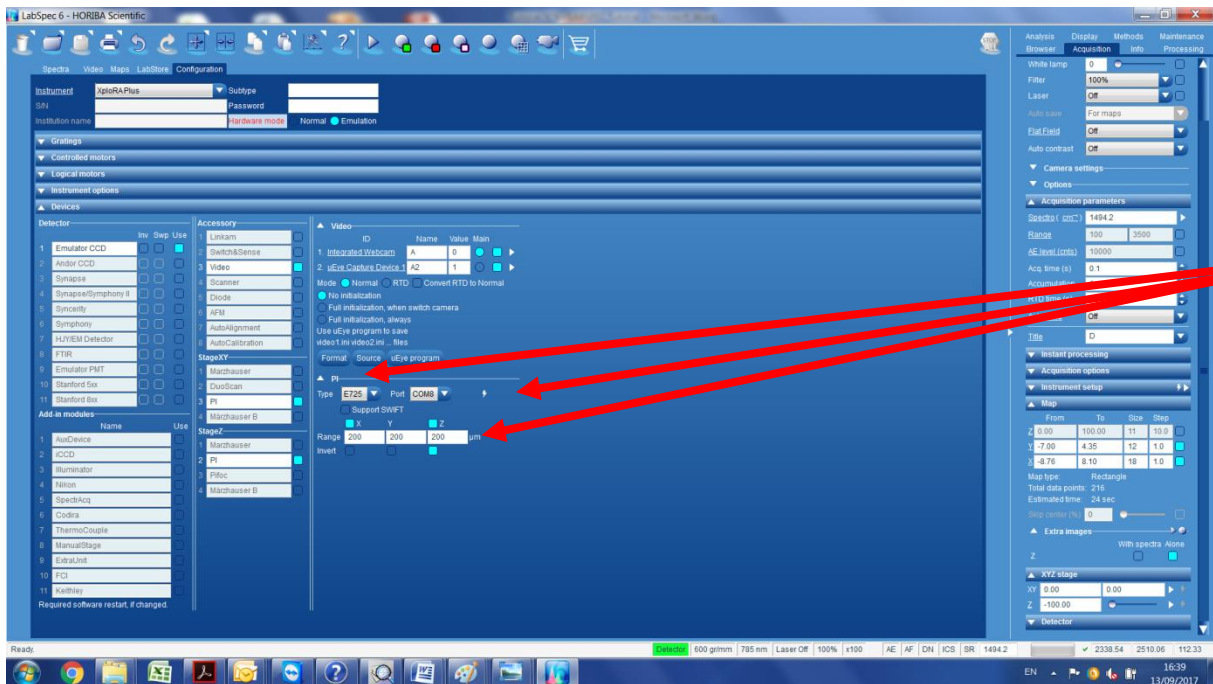 LabSpec 6 - HORIBA Scientific
Spectra Video Maps LabStore Configuration
Instrument XploRA Plus Subtype
S/N Password
Institution name Hardware mode Normal Emulation
Gratings
Controlled motors
Logical motors
Instrument options
Devices
Detector
Inv Swp Use
1 Emulator CCD
2 Andor CCD
3 Synapse
4 Synapse/Symphony II
5 Syncerity
6 Symphony
7 HJY/IEM Detector
8 FTIR
9 Emulator PMT
10 Stanford 5xx
11 Stanford 8xx
Add-in modules
Name Use
1 AuxDevice
2 iCCD
3 Illuminator
4 Nikon
5 SpectrAcq
6 Codira
7 ThermoCouple
8 ManualStage
9 ExtraUnit
10 FCI
11 Keithley
Required software restart, if changed.
Accessory
1 Linkam
2 Switch&Sense
3 Video
4 Scanner
5 Diode
6 AFM
7 AutoAlignment
8 AutoCalibration
StageXY
1 Marzhauser
2 DuoScan
3 PI
4 Märzhauser B
StageZ
1 Marzhauser
2 PI
3 Pifoc
4 Märzhauser B
Video
ID Name Value Main
1. Integrated Webcam A 0
2. uEye Capture Device 1 A2 1
Mode Normal RTD Convert RTD to Normal
No initialization
Full initialization, when switch camera
Full initialization, always
Use uEye program to save
video1.ini video2.ini ... files
Format Source uEye program
PI
Type E725 Port COM8
Support SWIFT
X Y Z
Range 200 200 200 um
Invert
STOP ALL
Analysis Display Methods Maintenance
Browser Acquisition Info Processing
White lamp 0
Filter 100%
Laser Off
Auto save For maps
Flat Field Off
Auto contrast Off
Camera settings
Options
Acquisition parameters
Spectro ( cm⁻¹ ) 1494.2
Range 100 3500
AE level (cnts) 10000
Acq. time (s) 0.1
Accumulation
RTD time (s)
Off
Title D
Instant processing
Acquisition options
Instrument setup
Map
From To Size Step
Z 0.00 100.00 11 10.0
Y -7.00 4.35 12 1.0
X -8.76 8.10 18 1.0
Map type: Rectangle
Total data points: 216
Estimated time: 24 sec
Skip center (%) 0
Extra images
With spectra Alone
Z
XYZ stage
XY 0.00 0.00
Z -100.00
Detector
Ready.
Detector 600 gr/mm 785 nm Laser Off 100% x100 AE AF DN ICS SR 1494.2 2338.54 2510.06 112.33
EN 16:39
13/09/2017